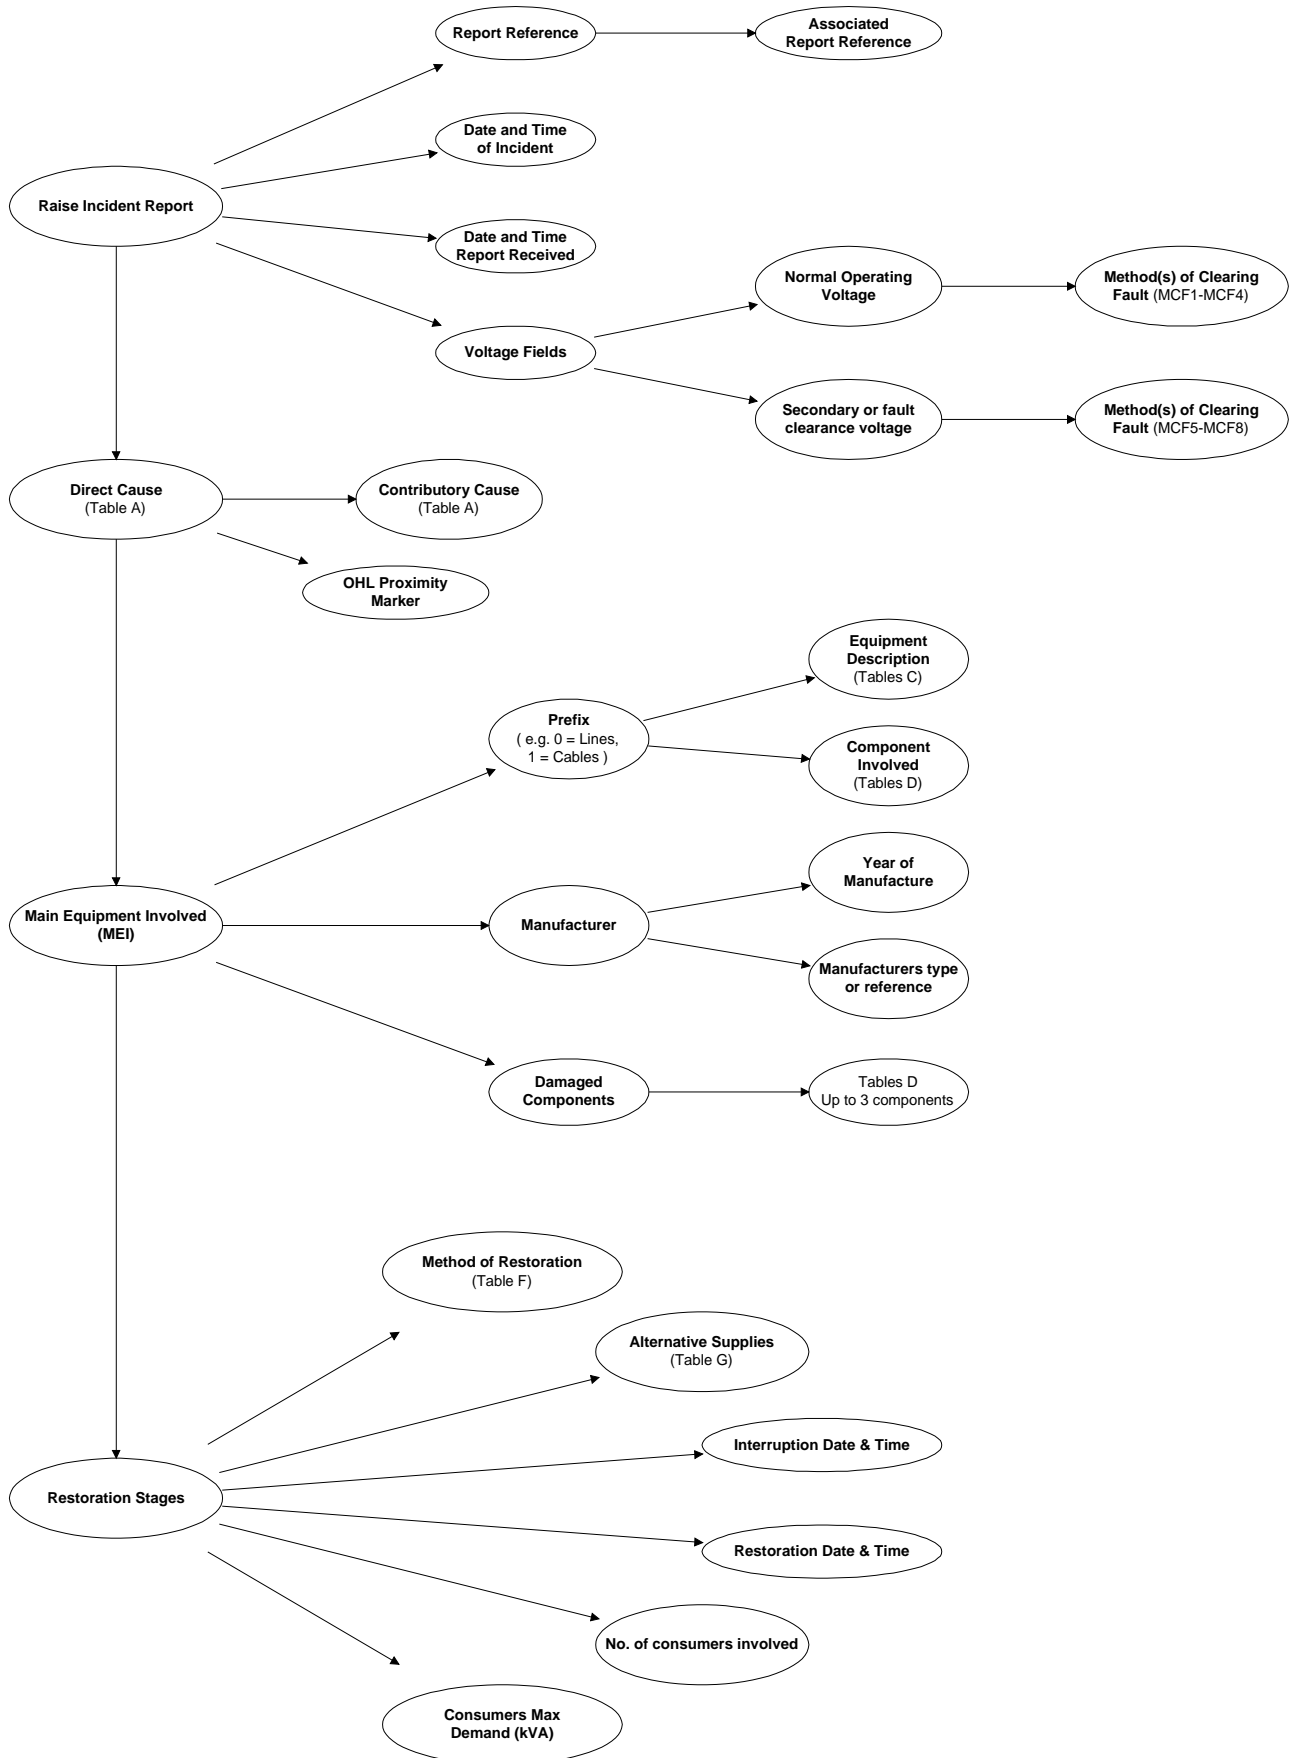 Report Reference
Associated
Report Reference
Date and Time
of Incident
Raise Incident Report
Date and Time
Report Received
Normal Operating
Voltage
Method(s) of Clearing
Fault (MCF1-MCF4)
Voltage Fields
Secondary or fault
clearance voltage
Method(s) of Clearing
Fault (MCF5-MCF8)
Direct Cause
(Table A)
Contributory Cause
(Table A)
OHL Proximity
Marker
Equipment
Description
(Tables C)
Prefix
( e.g. 0 = Lines,
1 = Cables )
Component
Involved
(Tables D)
Year of
Manufacture
Main Equipment Involved
(MEI)
Manufacturer
Manufacturers type
or reference
Damaged
Components
Tables D
Up to 3 components
Method of Restoration
(Table F)
Alternative Supplies
(Table G)
Interruption Date & Time
Restoration Stages
Restoration Date & Time
No. of consumers involved
Consumers Max
Demand (kVA)